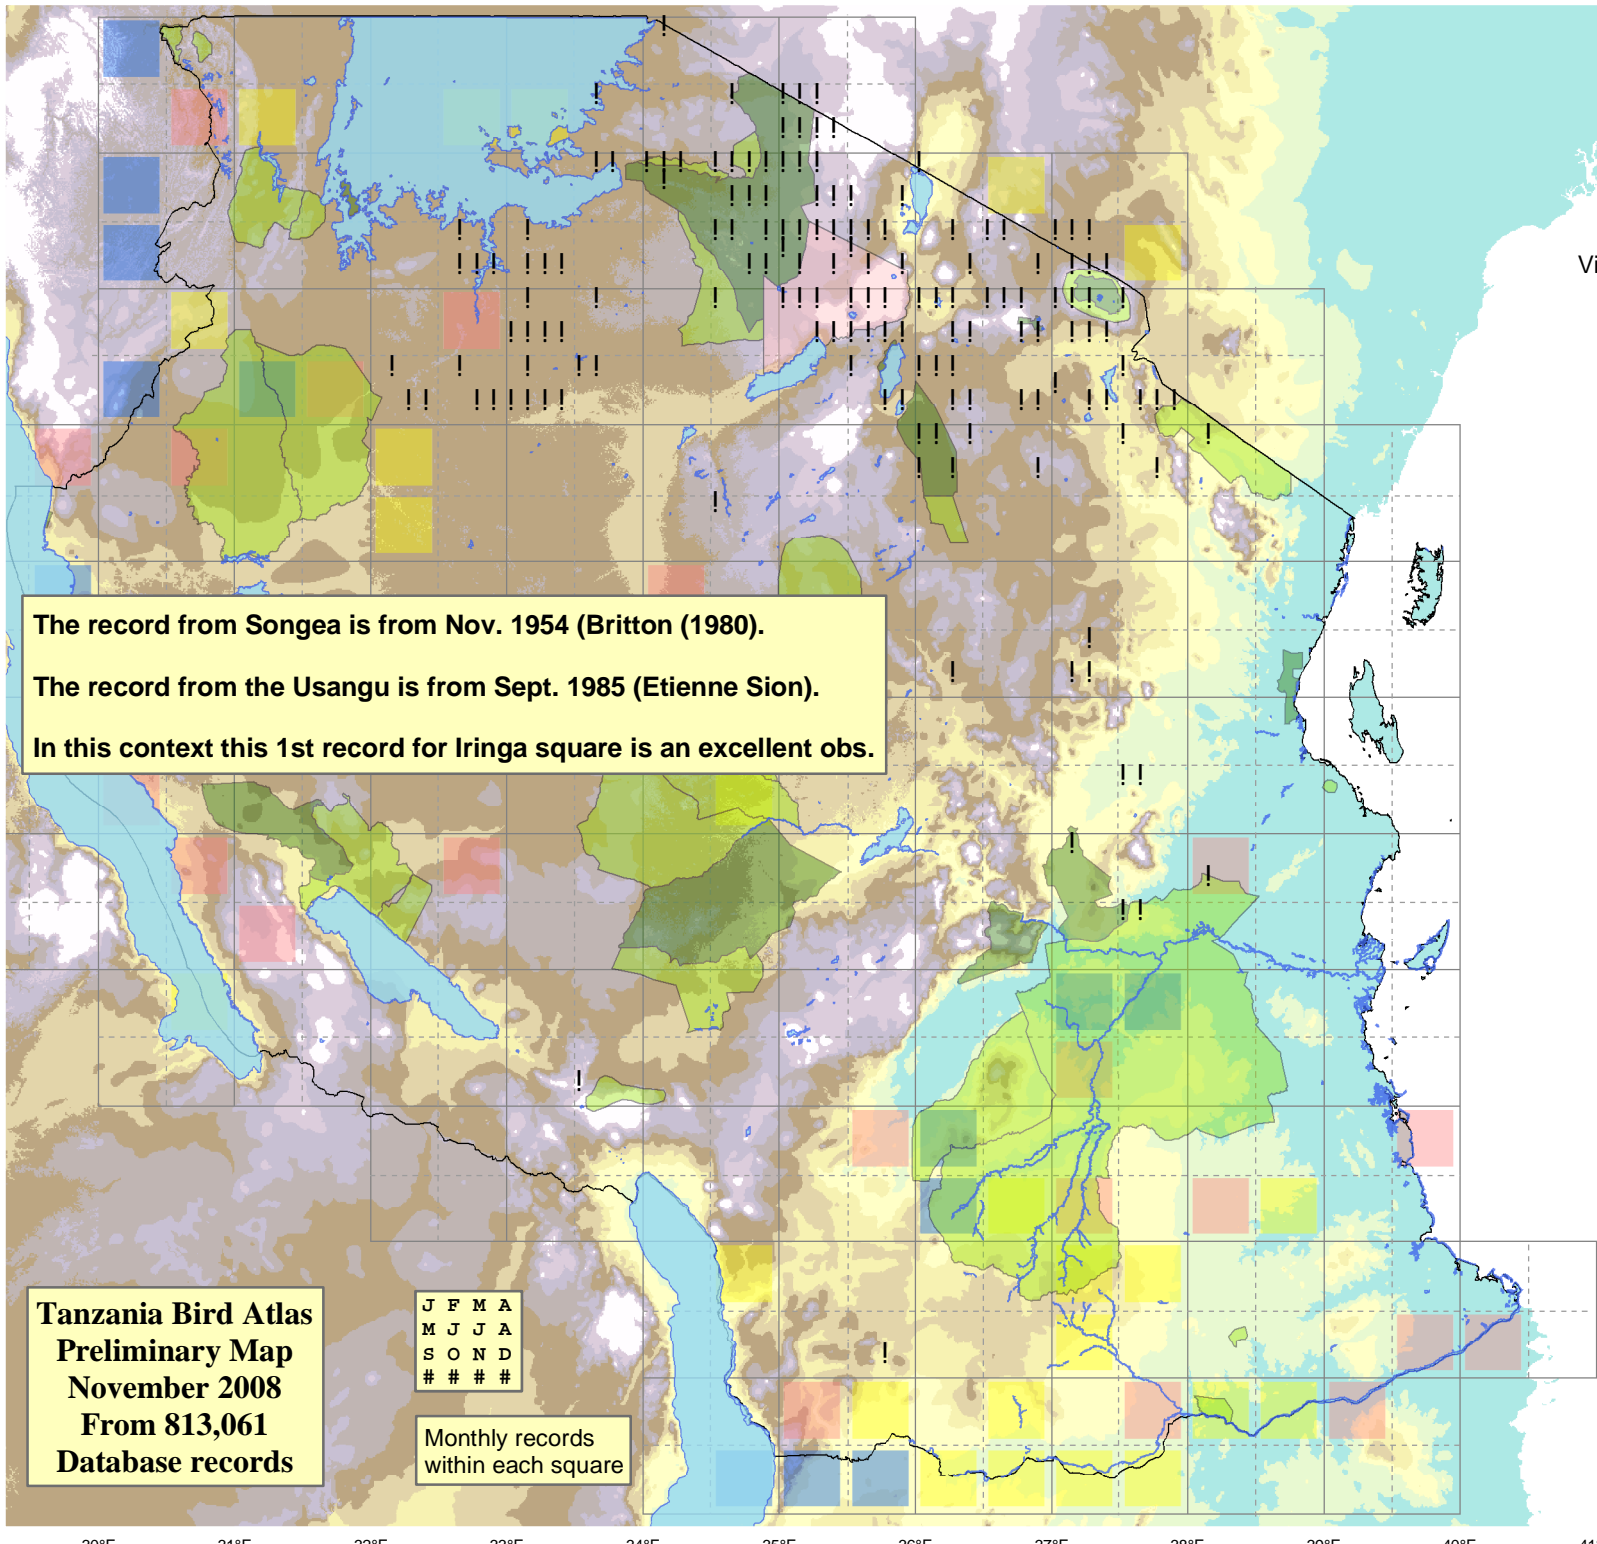 Vi
The record from Songea is from Nov. 1954 (Britton (1980).
The record from the Usangu is from Sept. 1985 (Etienne Sion).
In this context this 1st record for Iringa square is an excellent obs.
Tanzania Bird Atlas
Preliminary Map
November 2008
From 813,061
Database records
J F M A
M J J A
S O N D
# # # #
Monthly records
within each square